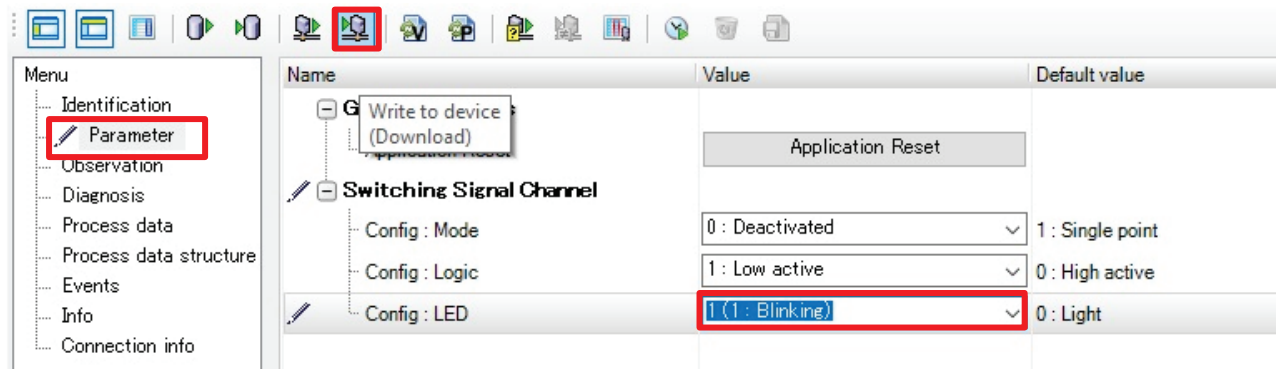 Menu
Identification
Parameter
Observation
Diagnosis
Process data
Process data structure
Events
Info
Connection info
Name Value Default value
Write to device
(Download)
Application Reset
Switching Signal Channel
Config : Mode 0 : Deactivated 1 : Single point
Config : Logic 1 : Low active 0 : High active
Config : LED 1 (1 : Blinking) 0 : Light